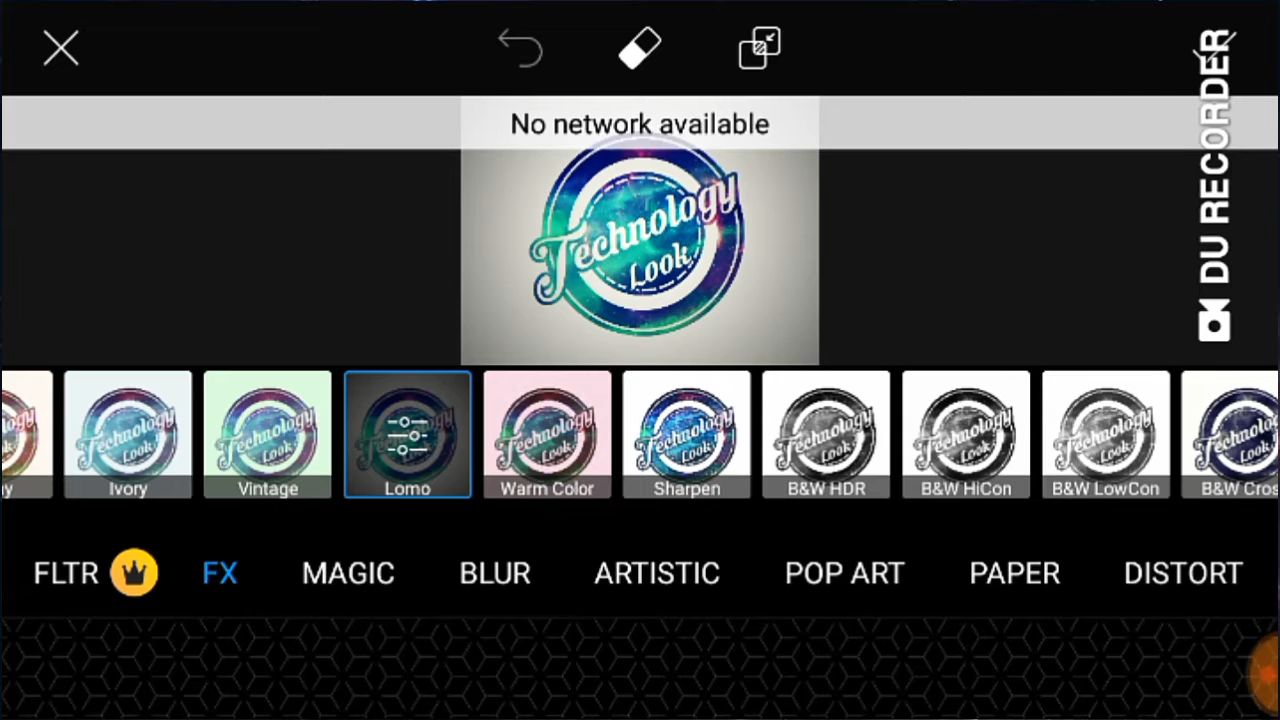 No network available
Technology
Look
DU RECORDER
Ivory
Vintage
Lomo
Warm Color
Sharpen
B&W HDR
B&W HiCon
B&W LowCon
B&W Cros
FLTR
FX
MAGIC
BLUR
ARTISTIC
POP ART
PAPER
DISTORT